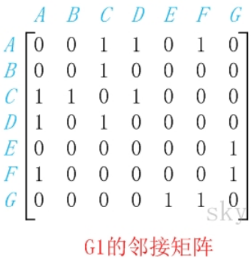 A B C D E F G
A 0 0 1 1 0 1 0
B 0 0 1 0 0 0 0
C 1 1 0 1 0 0 0
D 1 0 1 0 0 0 0
E 0 0 0 0 0 0 1
F 1 0 0 0 0 0 1
G 0 0 0 0 1 1 0
sky
G1的邻接矩阵